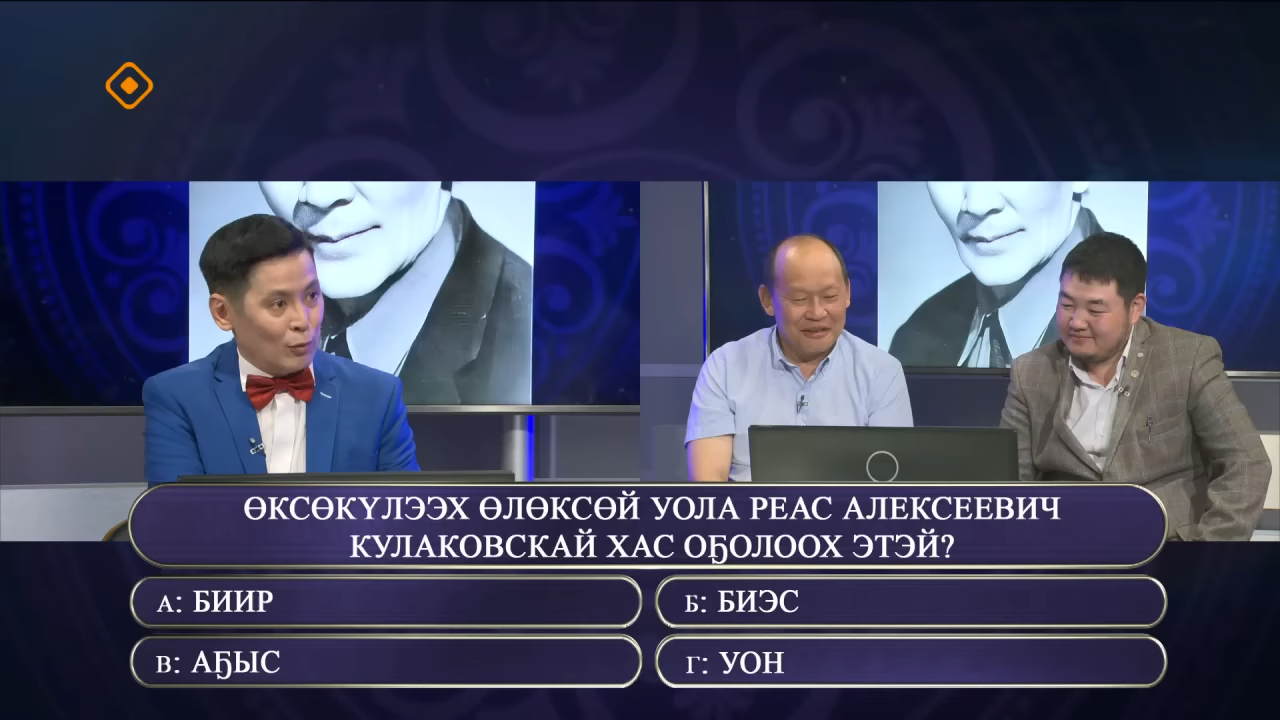 ӨКСӨКҮЛЭЭХ ӨЛӨКСӨЙ УОЛА РЕАС АЛЕКСЕЕВИЧ
КУЛАКОВСКАЙ ХАС ОҔОЛООХ ЭТЭЙ?
А: БИИР
Б: БИЭС
В: АҔЫС
Г: УОН